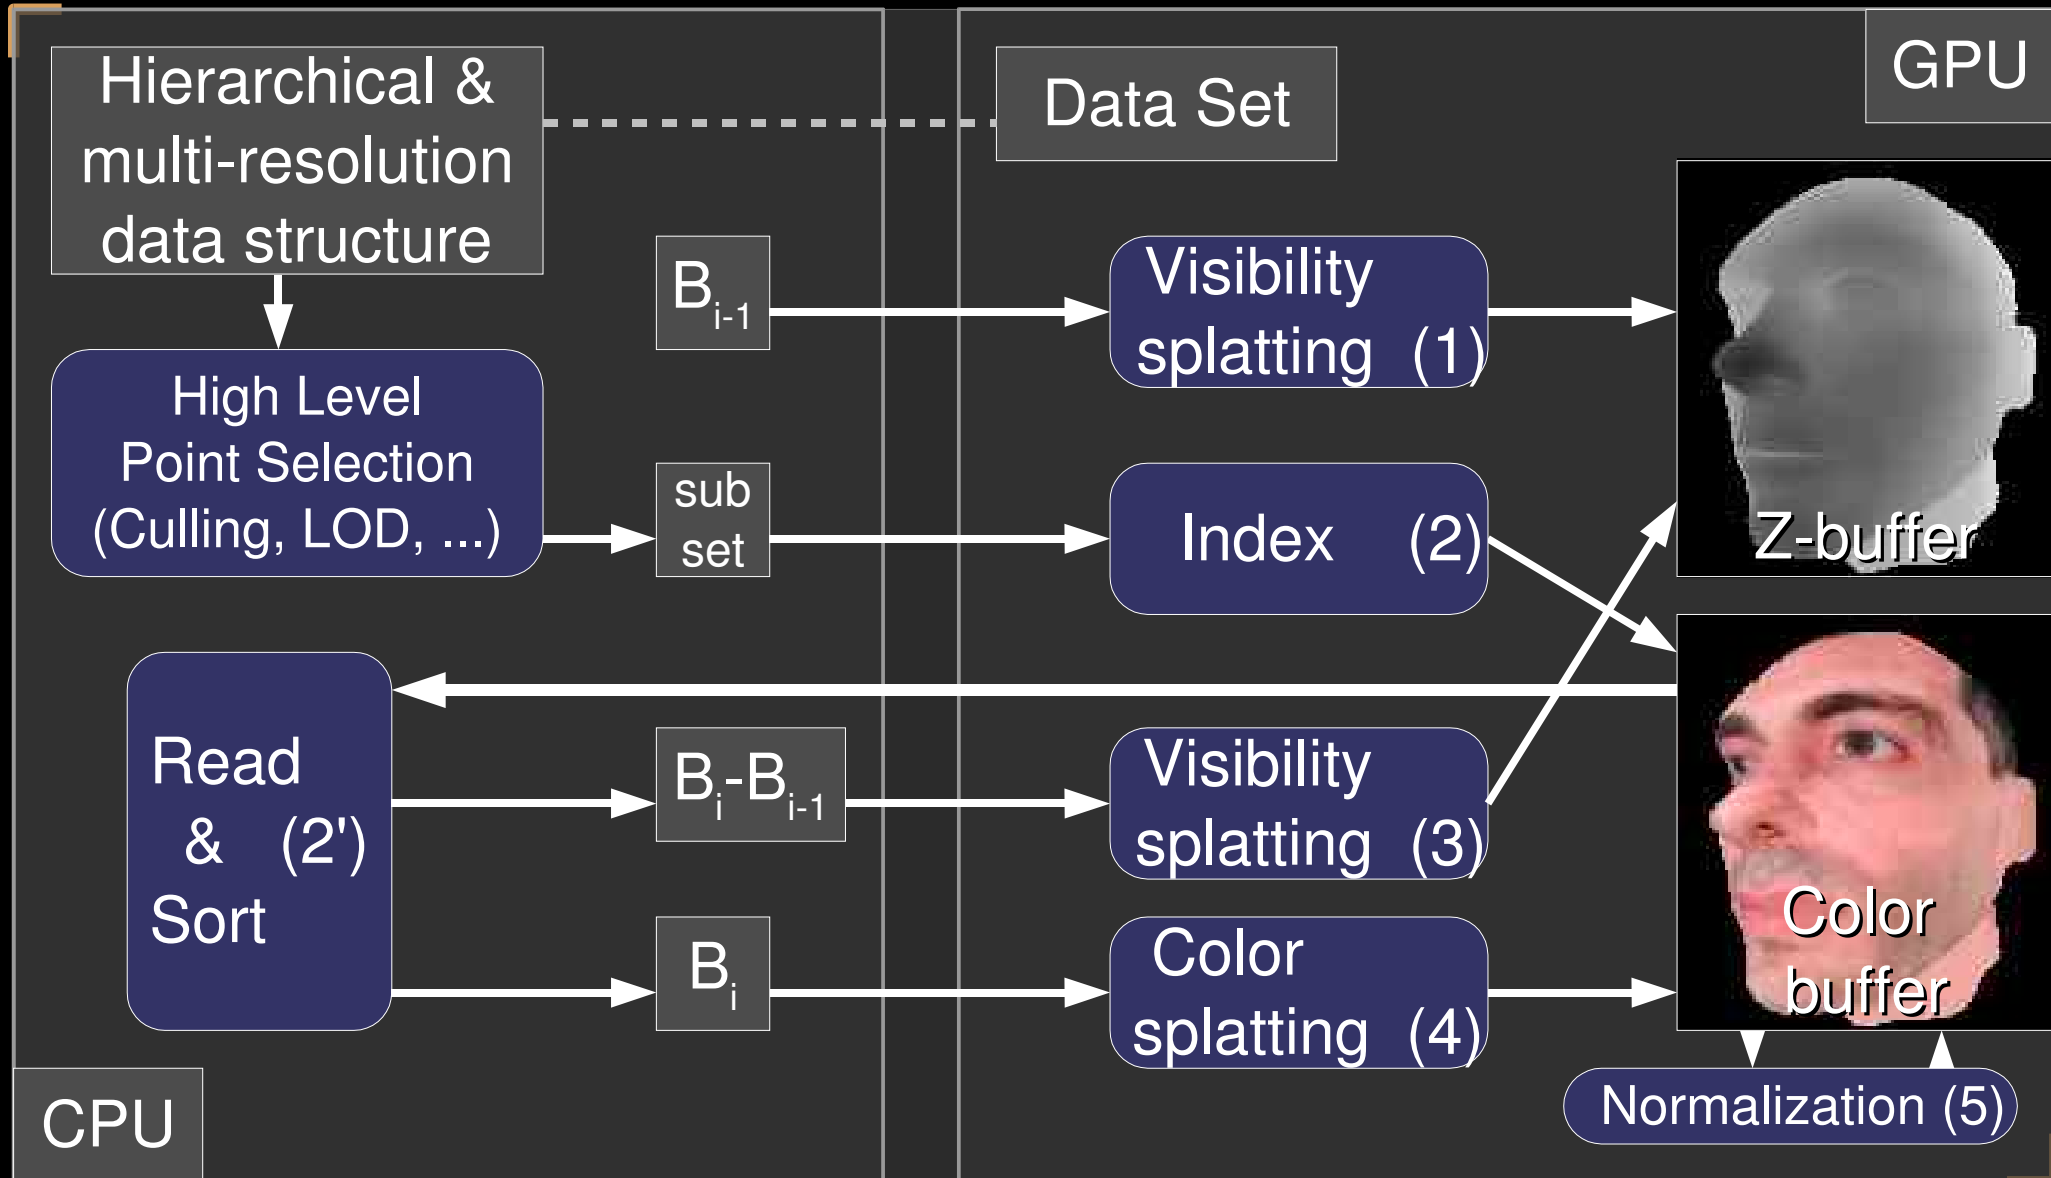 Hierarchical &
multi-resolution
data structure
Data Set
GPU
B i-1
Visibility
splatting (1)
High Level
Point Selection
(Culling, LOD, ...)
sub
set
Index (2)
Z-buffer
Read
& (2')
Sort
B i - B i-1
Visibility
splatting (3)
B i
Color
splatting (4)
Color
buffer
Normalization (5)
CPU